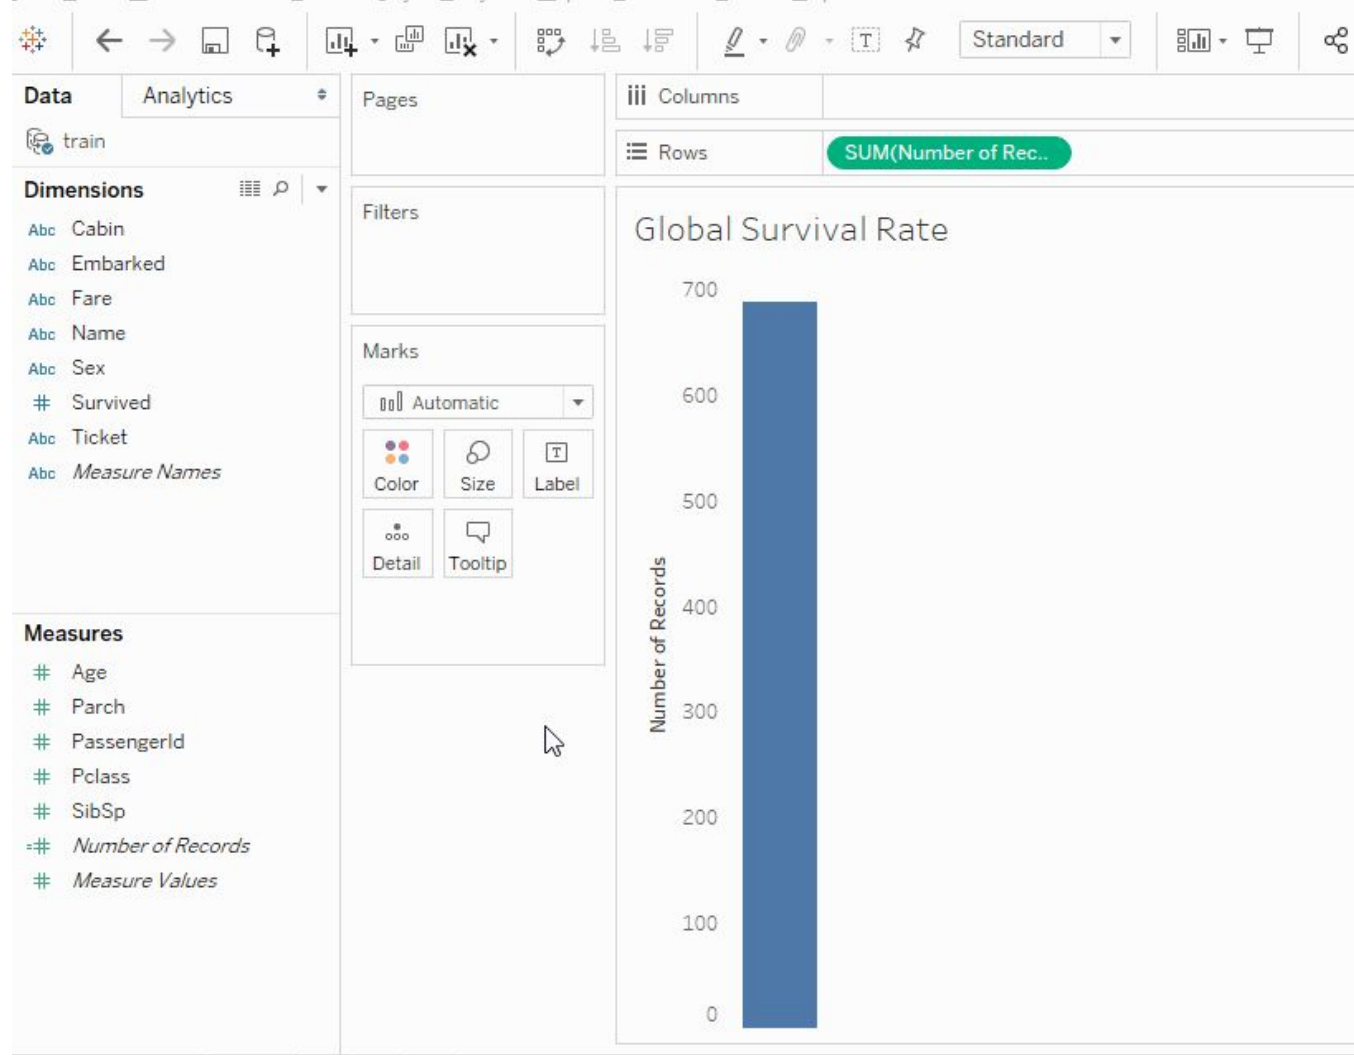 Standard
Data
Analytics
train
Dimensions
Abc Cabin
Abc Embarked
Abc Fare
Abc Name
Abc Sex
# Survived
Abc Ticket
Abc Measure Names
Measures
# Age
# Parch
# PassengerId
# Pclass
# SibSp
=# Number of Records
# Measure Values
Pages
Filters
Marks
Automatic
Color
Size
T
Label
Detail
Tooltip
Columns
Rows
SUM(Number of Rec..
Global Survival Rate
Number of Records
700
600
500
400
300
200
100
0